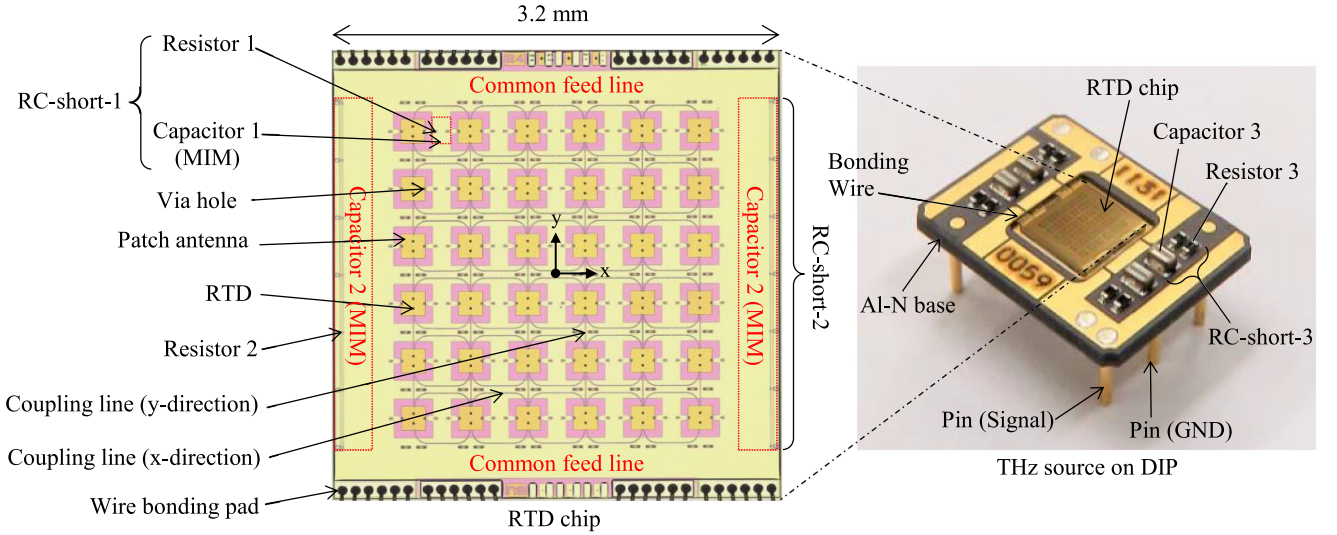 3.2 mm
Resistor 1
RC-short-1
Capacitor 1
(MIM)
Via hole
Patch antenna
RTD
Resistor 2
Coupling line (y-direction)
Coupling line (x-direction)
Wire bonding pad
Common feed line
Capacitor 2 (MIM)
y
x
Capacitor 2 (MIM)
Common feed line
RTD chip
RC-short-2
RTD chip
Capacitor 3
Resistor 3
Bonding
Wire
1131
0059
Al-N base
RC-short-3
Pin (Signal)
Pin (GND)
THz source on DIP